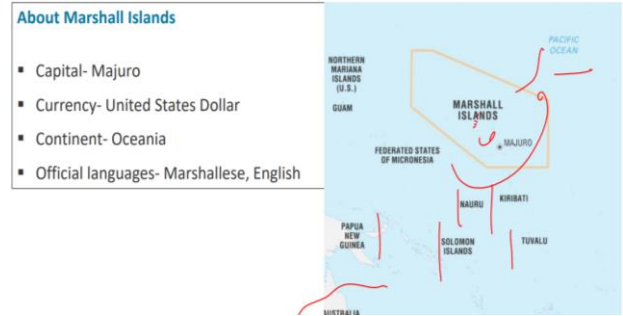 About Marshall Islands
▪ Capital- Majuro
▪ Currency- United States Dollar
▪ Continent- Oceania
▪ Official languages- Marshallese, English
PACIFIC
OCEAN
NORTHERN
MARIANA
ISLANDS
(U.S.)
GUAM
MARSHALL
ISLANDS
MAJURO
FEDERATED STATES
OF MICRONESIA
NAURU
KIRIBATI
PAPUA
NEW
GUINEA
SOLOMON
ISLANDS
TUVALU
AUSTRALIA